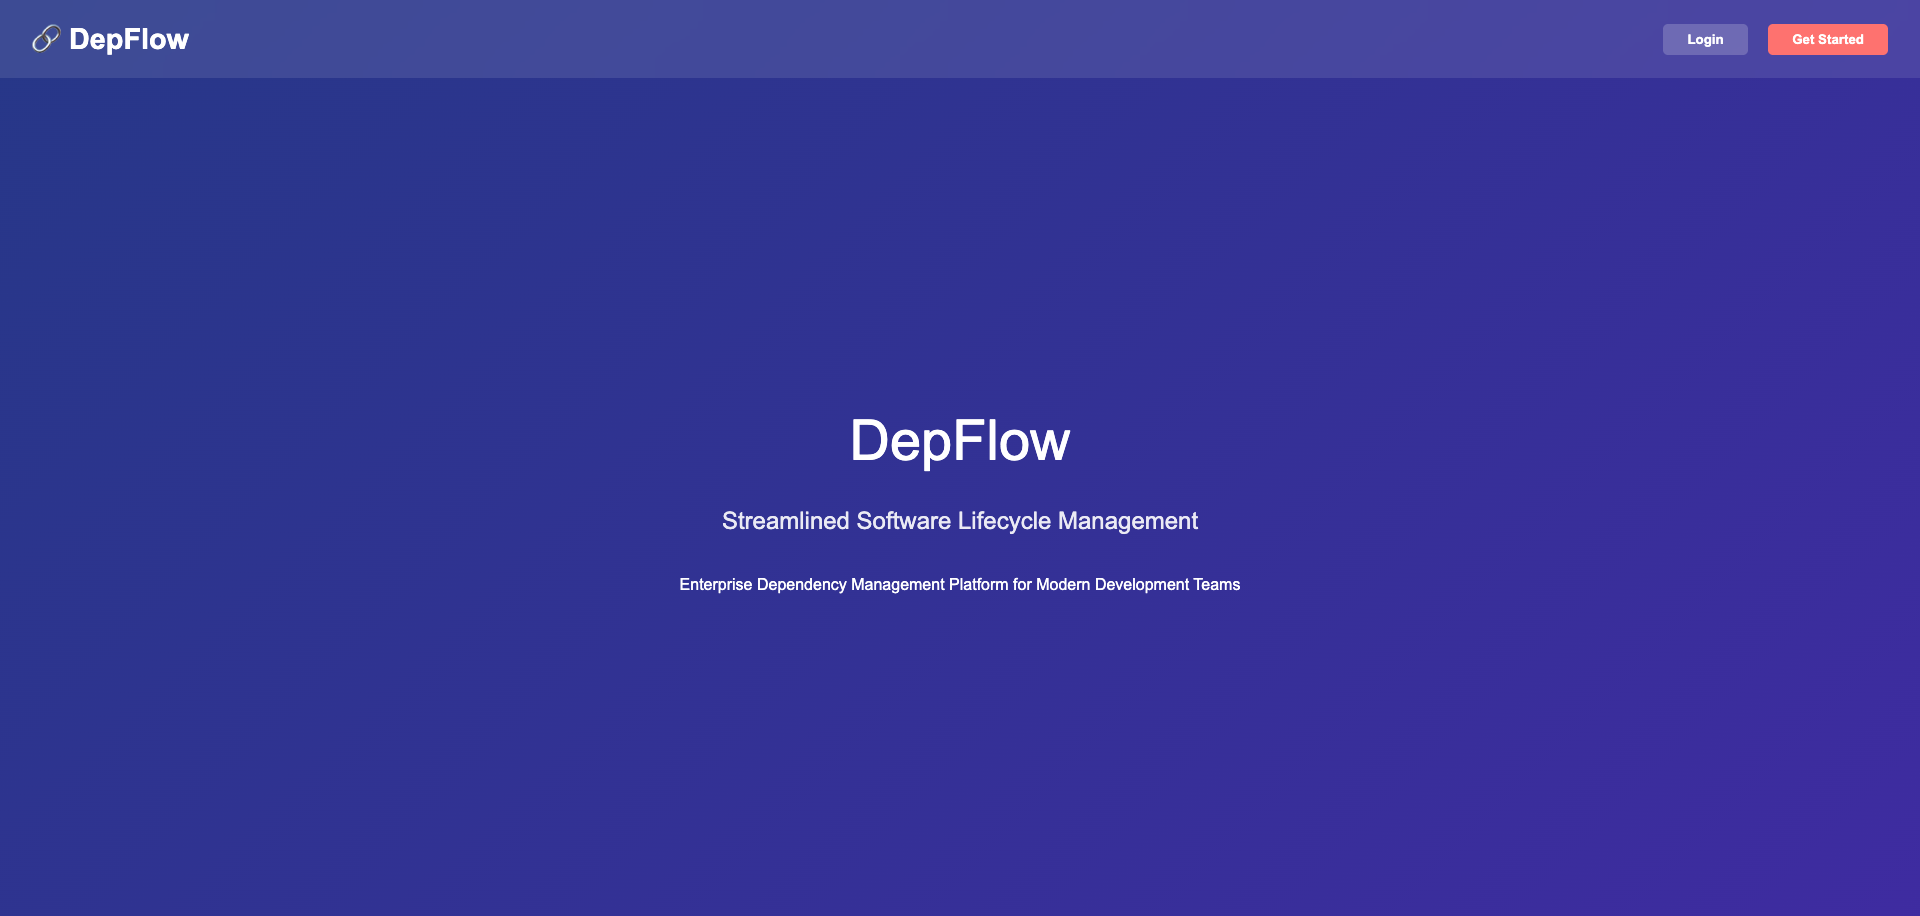 DepFlow
Login
Get Started
DepFlow
Streamlined Software Lifecycle Management
Enterprise Dependency Management Platform for Modern Development Teams